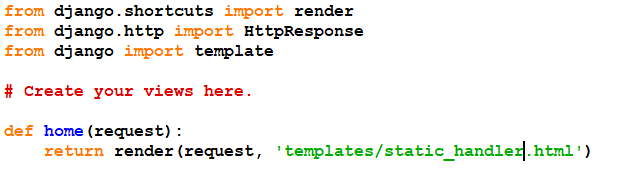 from django.shortcuts import render
from django.http import HttpResponse
from django import template
# Create your views here.
def home(request):
    return render(request, 'templates/static_handler.html')